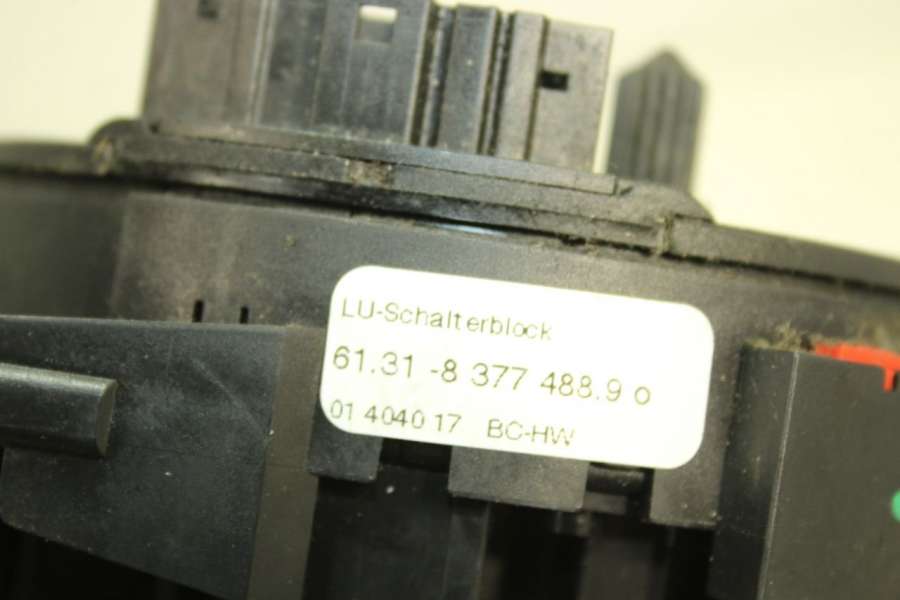 LU-Schalterblock
61.31 -8 377 488.9 o
01 4040 17 BC-HW